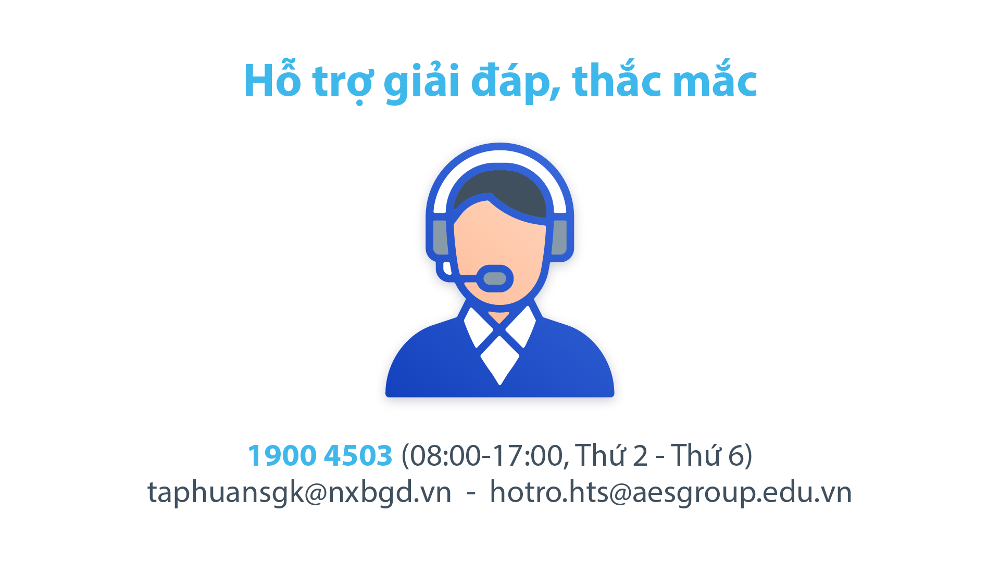 Hỗ trợ giải đáp, thắc mắc
1900 4503 (08:00-17:00, Thứ 2 - Thứ 6)
taphuansgk@nxbgd.vn - hotro.hts@aesgroup.edu.vn